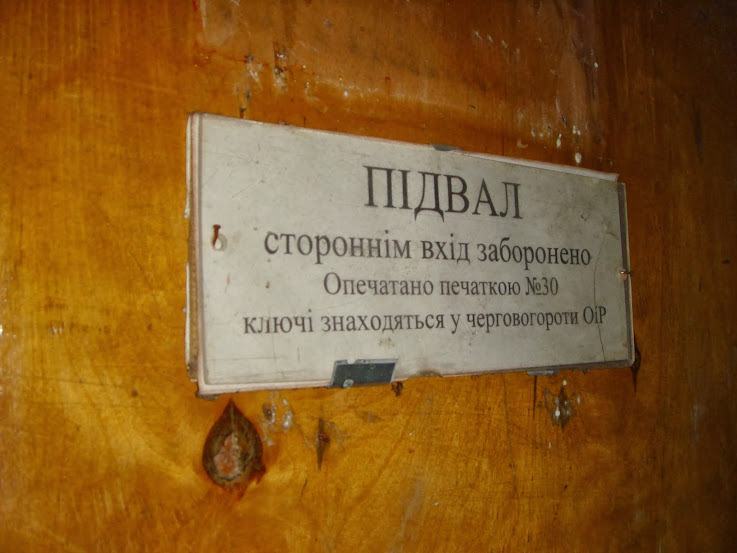 ПІДВАЛ
стороннім вхід заборонено
Опечатано печаткою №30
ключі знаходяться у черговогороти ОіР